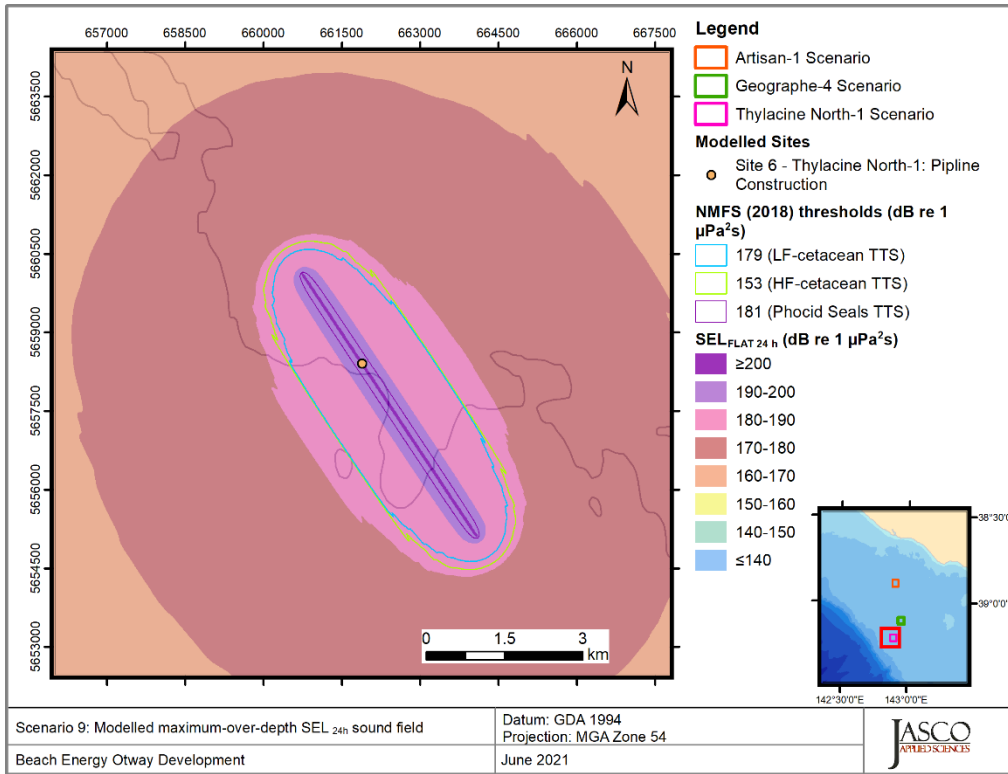 657000 658500 660000 661500 663000 664500 666000 667500
5663500
5662000
5660500
5659000
5657500
5656000
5654500
5653000
N
0 1.5 3
km
Legend
Artisan-1 Scenario
Geographe-4 Scenario
Thylacine North-1 Scenario
Modelled Sites
Site 6 - Thylacine North-1: Pipline
Construction
NMFS (2018) thresholds (dB re 1
µPa²s)
179 (LF-cetacean TTS)
153 (HF-cetacean TTS)
181 (Phocid Seals TTS)
SEL FLAT 24 h (dB re 1 µPa²s)
≥200
190-200
180-190
170-180
160-170
150-160
140-150
≤140
38°30'
39°0'0"
142°30'0"E 143°0'0"E
Scenario 9: Modelled maximum-over-depth SEL 24h sound field
Datum: GDA 1994
Projection: MGA Zone 54
Beach Energy Otway Development
June 2021
JASCO
APPLIED SCIENCES